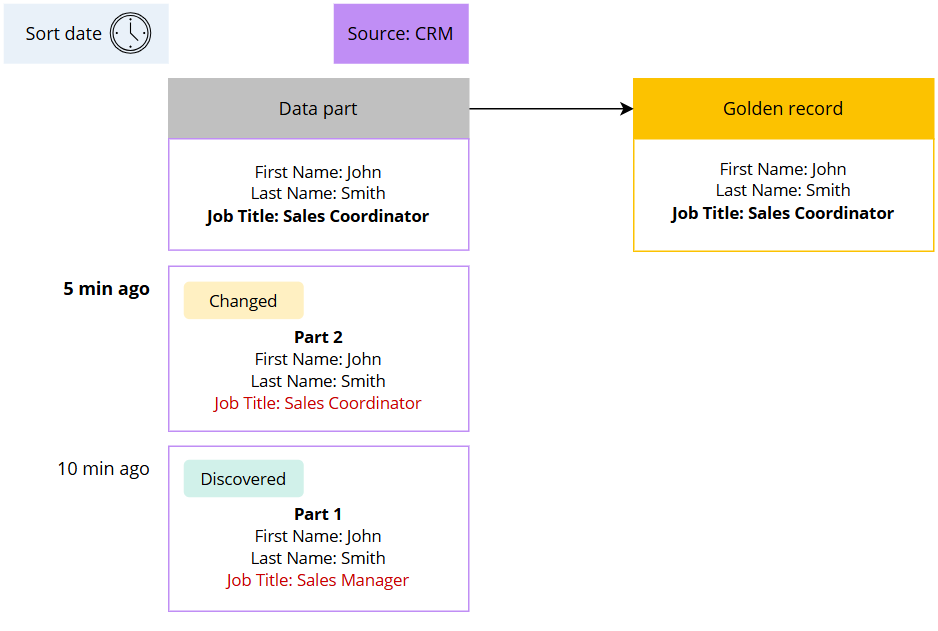 Sort date
Source: CRM
Data part
Golden record
First Name: John
Last Name: Smith
Job Title: Sales Coordinator
First Name: John
Last Name: Smith
Job Title: Sales Coordinator
5 min ago
Changed
Part 2
First Name: John
Last Name: Smith
Job Title: Sales Coordinator
10 min ago
Discovered
Part 1
First Name: John
Last Name: Smith
Job Title: Sales Manager